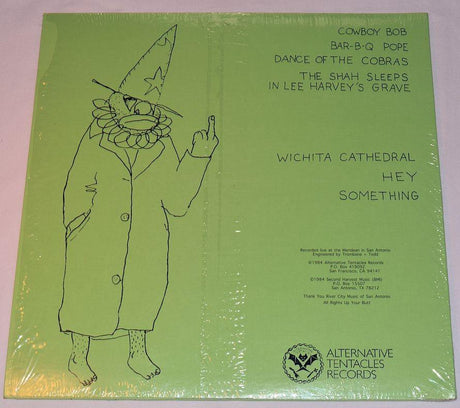 COWBOY BOB
BAR-B-Q POPE
DANCE OF THE COBRAS
THE SHAH SLEEPS
IN LEE HARVEY'S GRAVE
WICHITA CATHEDRAL
HEY
SOMETHING
Recorded live at the Meridian in San Antonio
Engineered by Trombone + Todd
©1984 Alternative Tentacles Records
P.O. Box 419092
San Francisco, CA 94141
©1984 Second Harvest Music (BMI)
P.O. Box 15507
San Antonio, TX 78212
Thank You River City Music of San Antonio
All Rights Up Your Butt
ALTERNATIVE
TENTACLES
RECORDS